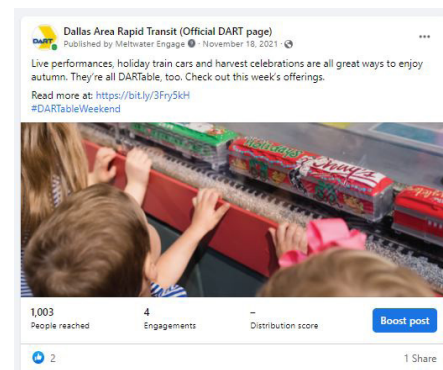 Dallas Area Rapid Transit (Official DART page)
Published by Meltwater Engage · November 18, 2021 ·
Live performances, holiday train cars and harvest celebrations are all great ways to enjoy
autumn. They're all DARTable, too. Check out this week's offerings.
Read more at: https://bit.ly/3Fry5kH
#DARTableWeekend
DART
Holidays
Chuy's
1,003
4
–
People reached
Engagements
Distribution score
Boost post
2
1 Share